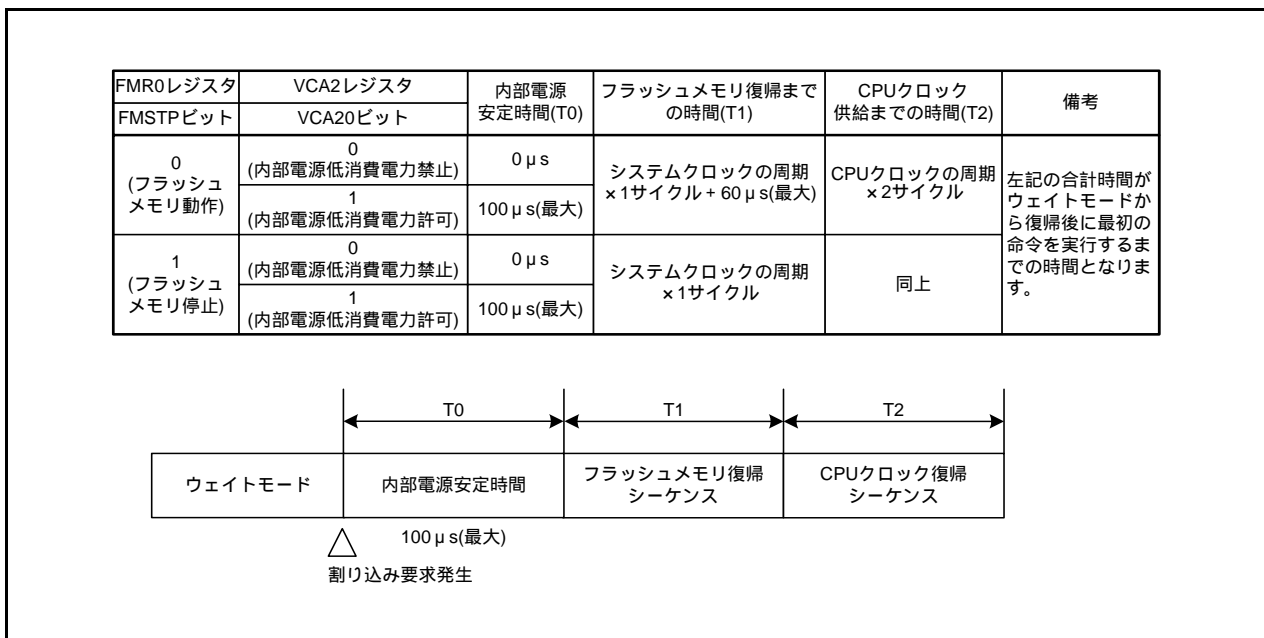 FMR0レジスタ
VCA2レジスタ
内部電源
安定時間(T0)
フラッシュメモリ復帰まで
の時間(T1)
CPUクロック
供給までの時間(T2)
備考
FMSTPビット
VCA20ビット
0
(フラッシュ
メモリ動作)
0
(内部電源低消費電力禁止)
0μs
システムクロックの周期
×1サイクル + 60μs(最大)
CPUクロックの周期
×2サイクル
左記の合計時間が
ウェイトモードか
ら復帰後に最初の
命令を実行するま
での時間となりま
す。
1
(内部電源低消費電力許可)
100μs(最大)
1
(フラッシュ
メモリ停止)
0
(内部電源低消費電力禁止)
0μs
システムクロックの周期
×1サイクル
同上
1
(内部電源低消費電力許可)
100μs(最大)
T0
T1
T2
ウェイトモード
内部電源安定時間
フラッシュメモリ復帰
シーケンス
CPUクロック復帰
シーケンス
100μs(最大)
割り込み要求発生